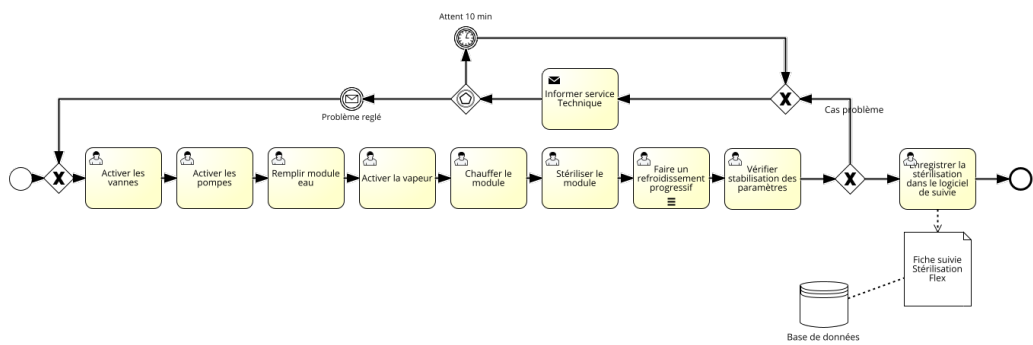 Attent 10 min
Informer service
Technique
Problème reglé
Cas problème
Activer les
vannes
Activer les
pompes
Remplir module
eau
Activer la vapeur
Chauffer le
module
Stériliser le
module
Faire un
refroidissement
progressif
Vérifier
stabilisation des
paramètres
Enregistrer la
stérilisation
dans le logiciel
de suivie
Fiche suivie
Stérilisation
Flex
Base de données